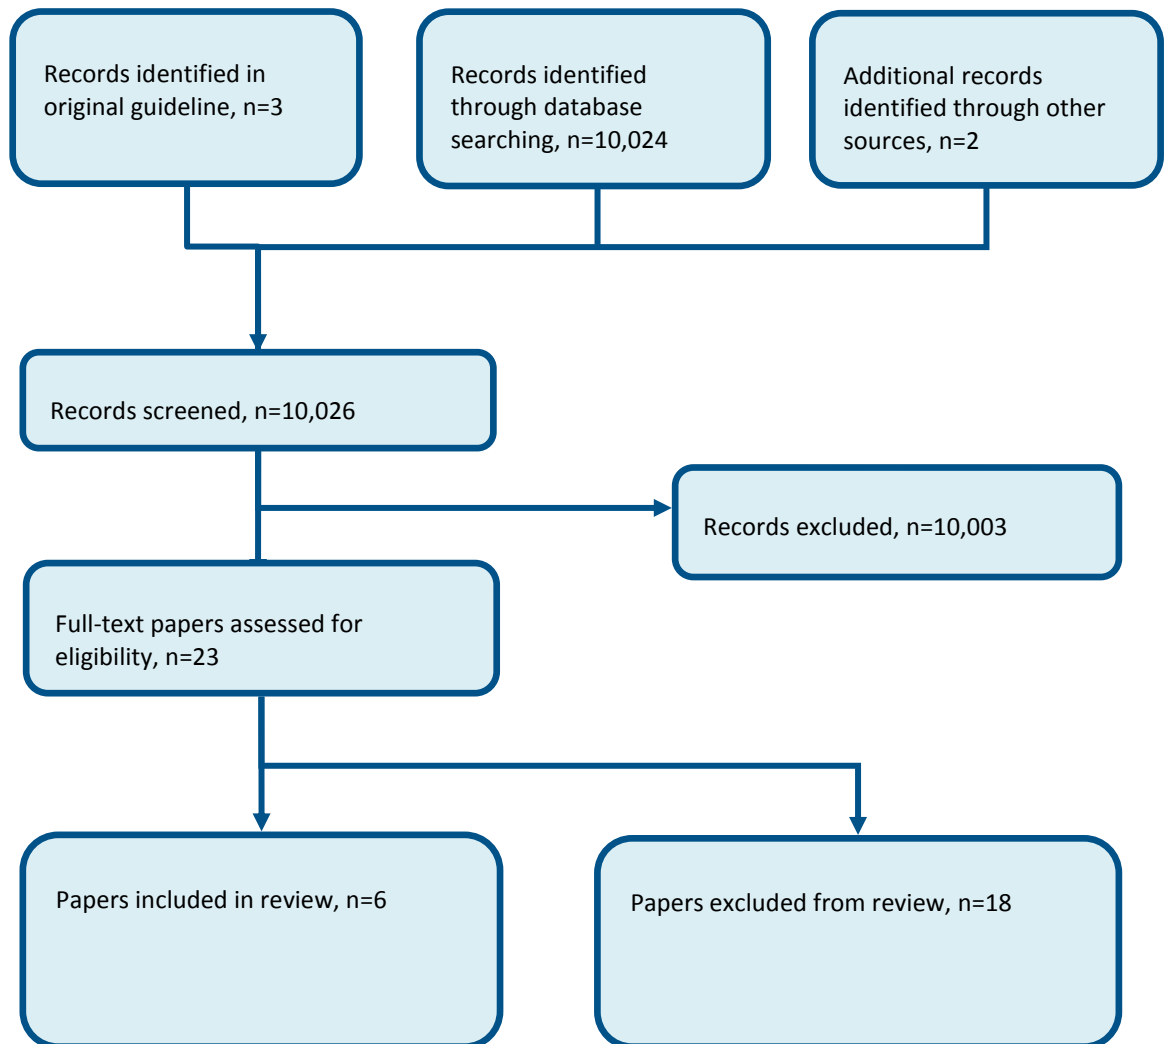 Records identified in
original guideline, n=3
Records identified
through database
searching, n=10,024
Additional records
identified through other
sources, n=2
Records screened, n=10,026
Records excluded, n=10,003
Full-text papers assessed for
eligibility, n=23
Papers included in review, n=6
Papers excluded from review, n=18